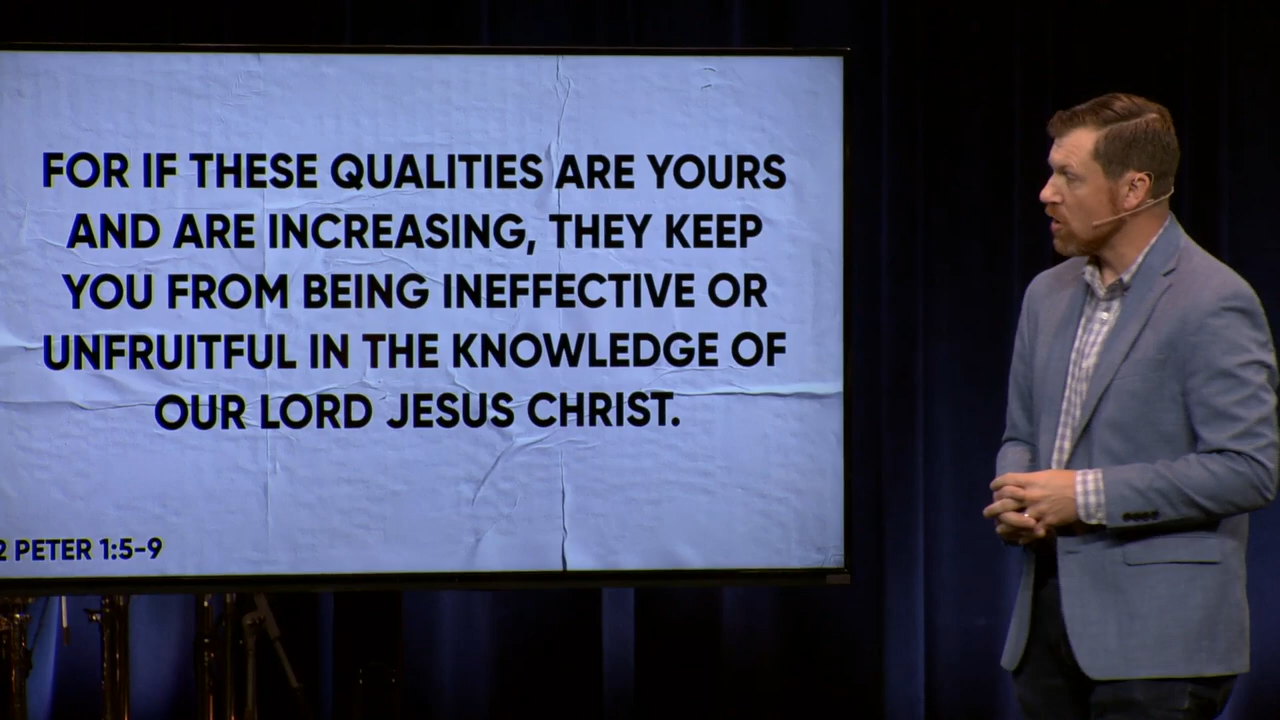 FOR IF THESE QUALITIES ARE YOURS
AND ARE INCREASING, THEY KEEP
YOU FROM BEING INEFFECTIVE OR
UNFRUITFUL IN THE KNOWLEDGE OF
OUR LORD JESUS CHRIST.
2 PETER 1:5-9